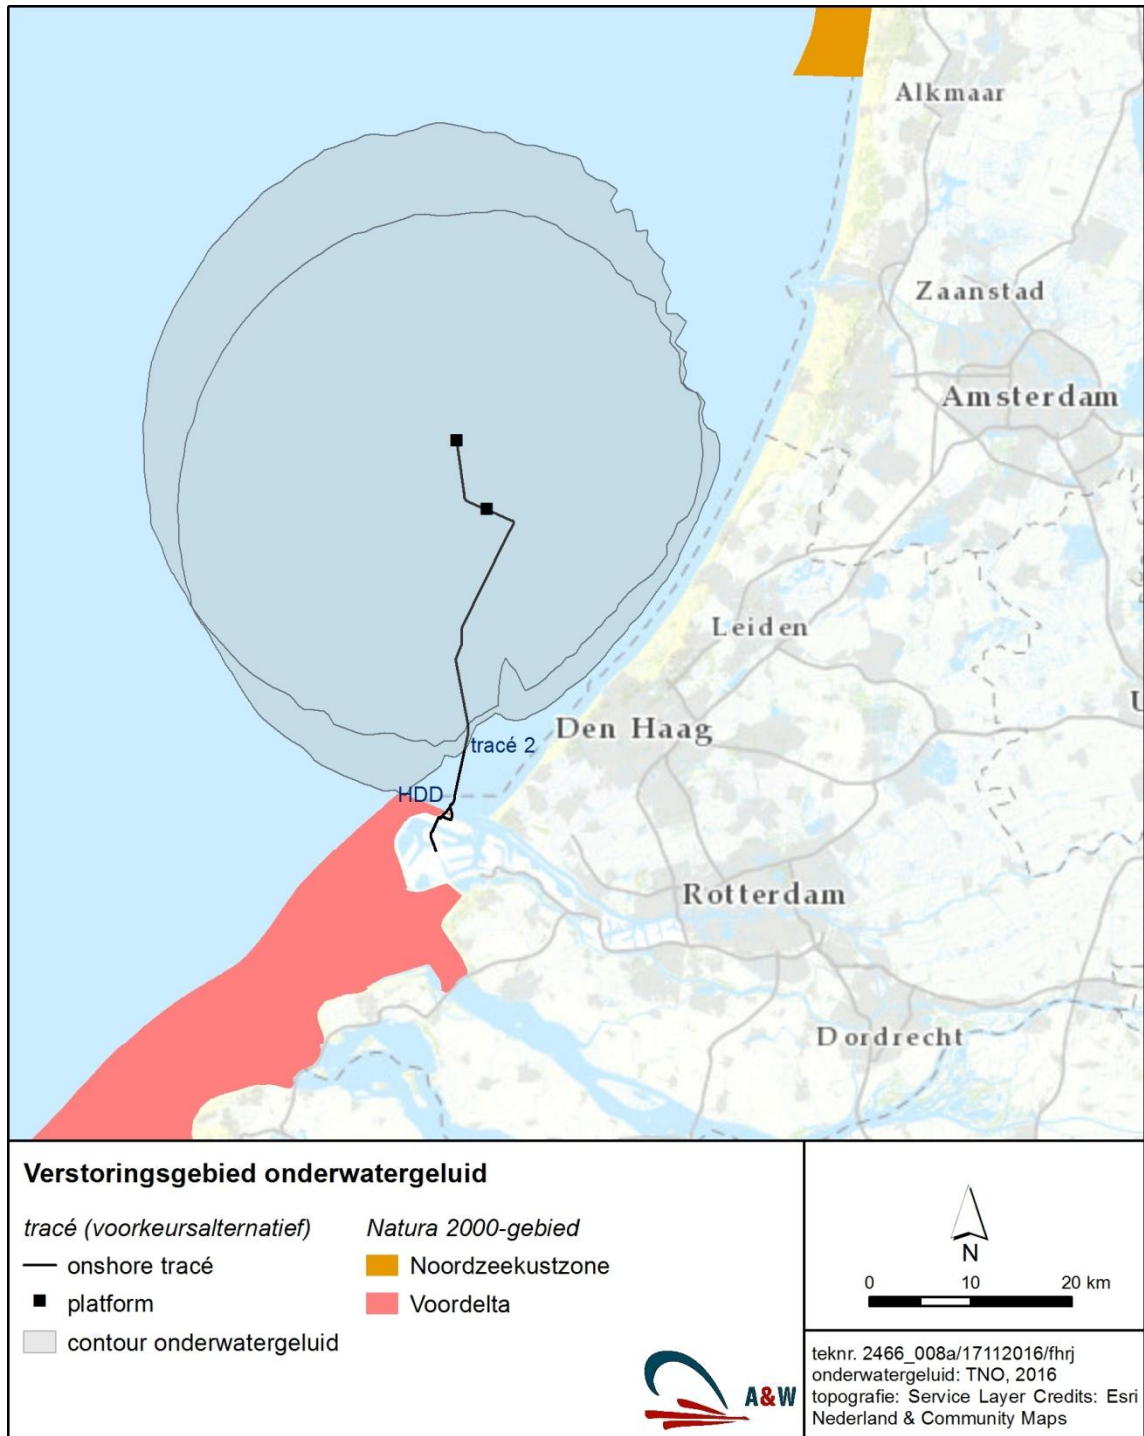 Alkmaar
Zaanstad
Amsterdam
Leiden
U
Den Haag
tracé 2
HDD
Rotterdam
Dordrecht
Verstoringsgebied onderwatergeluid
tracé (voorkeursalternatief)
onshore tracé
platform
contour onderwatergeluid
Natura 2000-gebied
Noordzeekustzone
Voordelta
A&W
N
0 10 20 km
teknr. 2466_008a/17112016/fhrj
onderwatergeluid: TNO, 2016
topografie: Service Layer Credits: Esri
Nederland & Community Maps